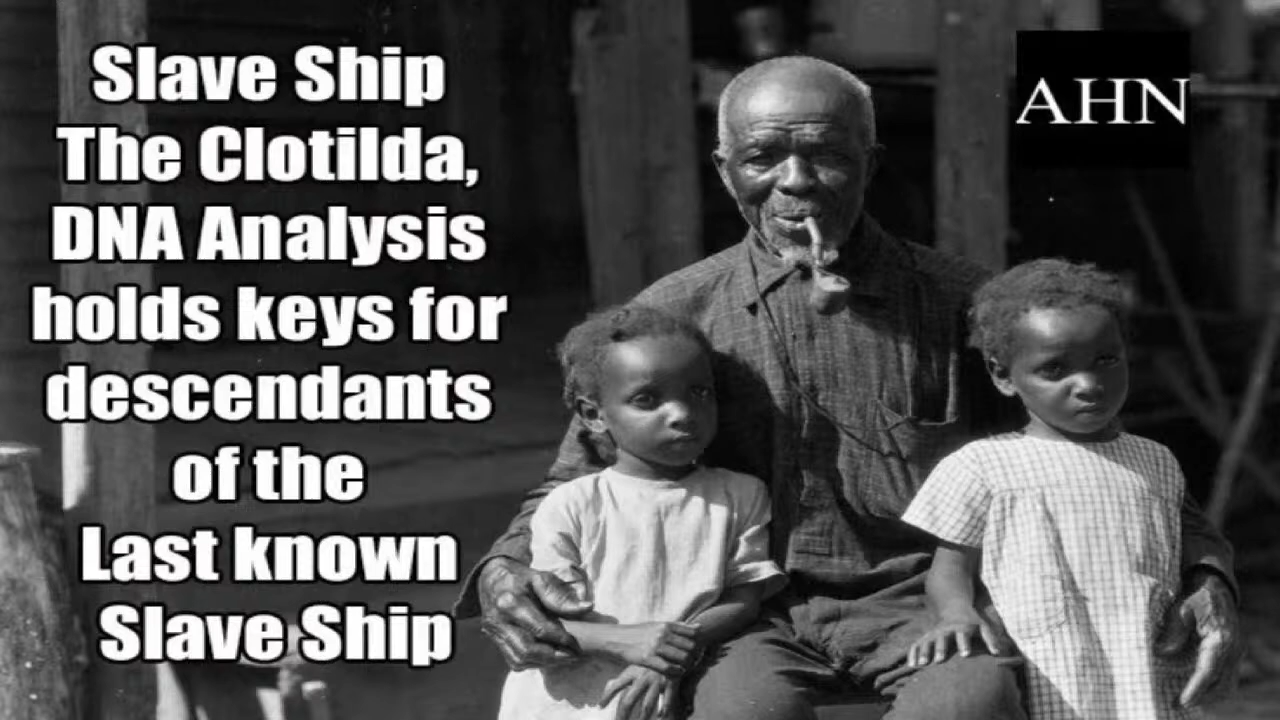 Slave Ship
The Clotilda,
DNA Analysis
holds keys for
descendants
of the
Last known
Slave Ship
AHN